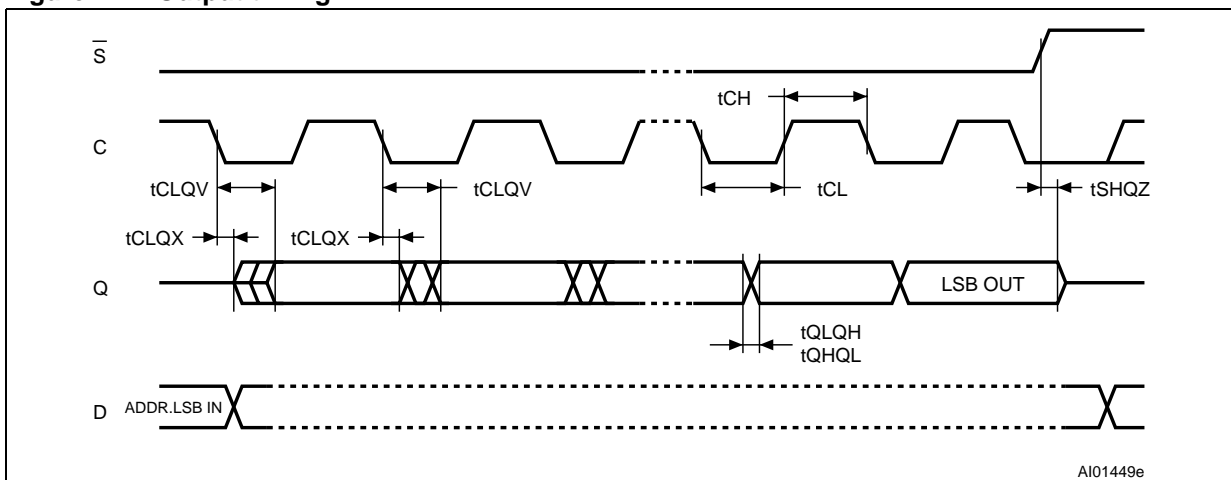 S
tCH
C
tCLQV
tCLQV
tCL
tSHQZ
tCLQX
tCLQX
Q
LSB OUT
tQLQH
tQHQL
D
ADDR.LSB IN
AI01449e